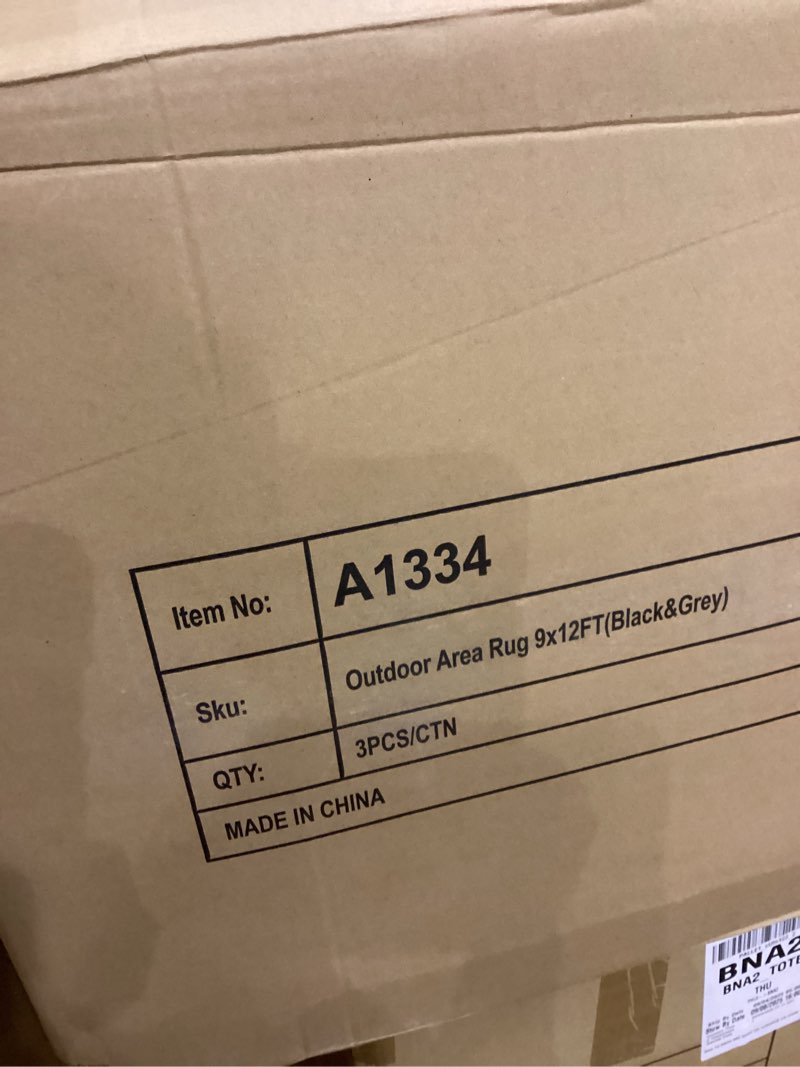 Item No: A1334
Sku: Outdoor Area Rug 9x12FT(Black&Grey)
QTY: 3PCS/CTN
MADE IN CHINA
BNA2
BNA2 TOTE
THU